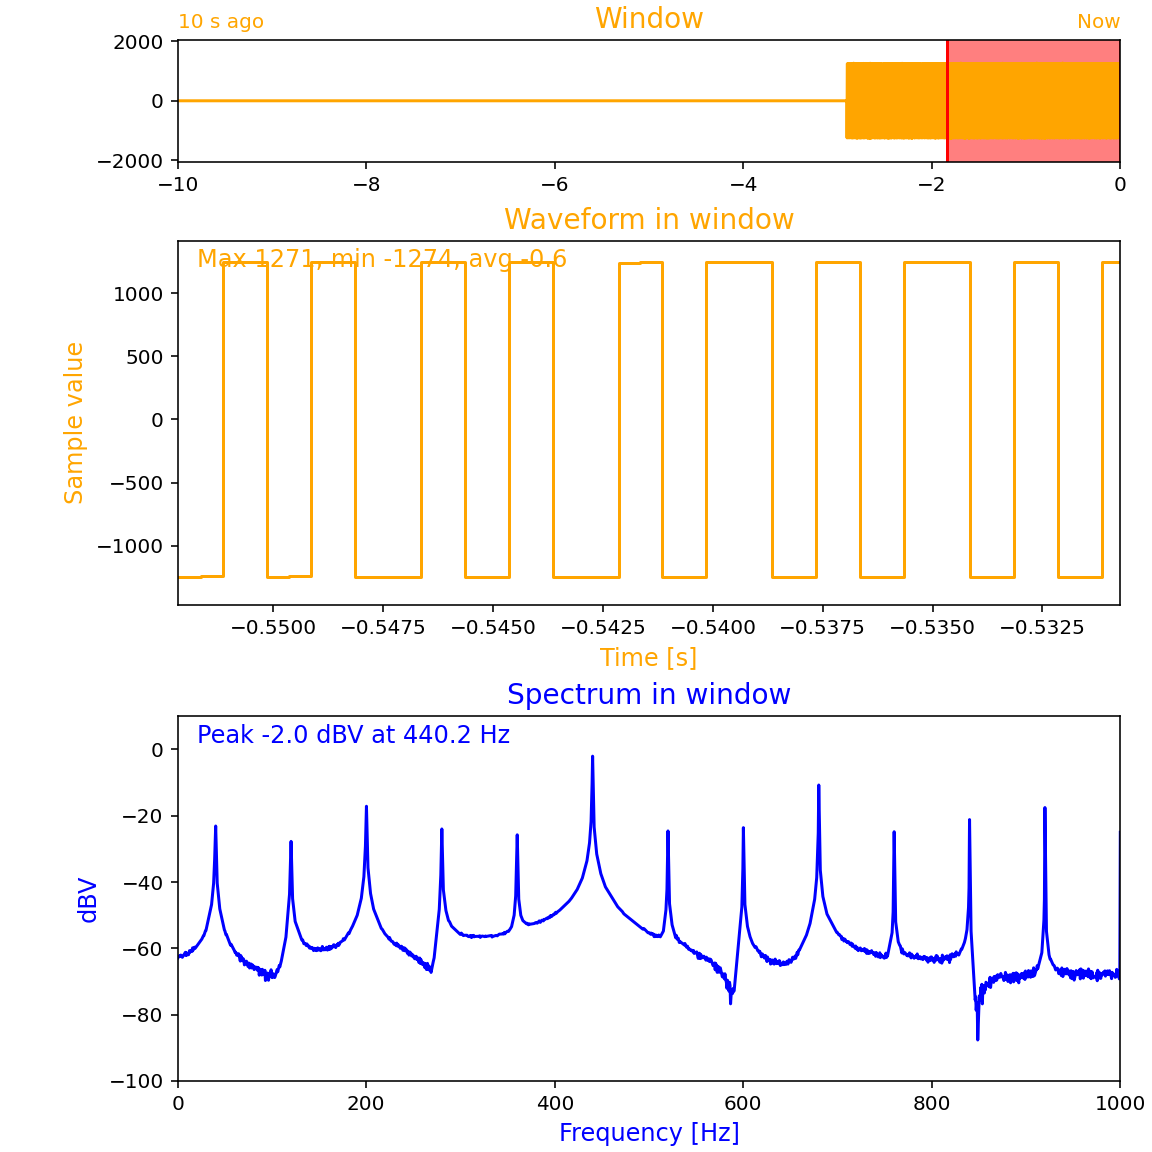 10 s ago Window Now
2000
0
−2000
−10 −8 −6 −4 −2 0
Waveform in window
Max 1271, min -1274, avg -0.6
1000
500
0
−500
−1000
Sample value
−0.5500 −0.5475 −0.5450 −0.5425 −0.5400 −0.5375 −0.5350 −0.5325
Time [s]
Spectrum in window
Peak -2.0 dBV at 440.2 Hz
0
−20
−40
−60
−80
−100
dBV
0 200 400 600 800 1000
Frequency [Hz]